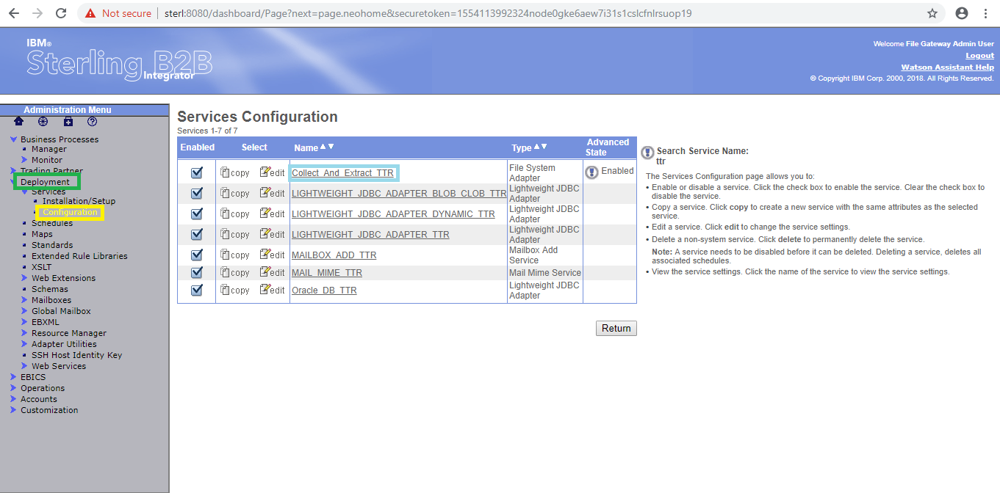 Not secure | sterl:8080/dashboard/Page?next=page.neohome&securetoken=1554113992324node0gke6aew7i31s1cslcfnlrsuop19
IBM®
Sterling B2B
Integrator
Welcome File Gateway Admin User
Logout
Watson Assistant Help
© Copyright IBM Corp. 2000, 2018. All Rights Reserved.
Administration Menu
Business Processes
Manager
Monitor
Trading Partner
Deployment
Services
Installation/Setup
Configuration
Schedules
Maps
Standards
Extended Rule Libraries
XSLT
Web Extensions
Schemas
Mailboxes
Global Mailbox
EBXML
Resource Manager
Adapter Utilities
SSH Host Identity Key
Web Services
EBICS
Operations
Accounts
Customization
Services Configuration
Services 1-7 of 7
Enabled Select Name Type Advanced State
copy edit Collect_And_Extract_TTR File System Adapter Enabled
copy edit LIGHTWEIGHT_JDBC_ADAPTER_BLOB_CLOB_TTR Lightweight JDBC Adapter
copy edit LIGHTWEIGHT_JDBC_ADAPTER_DYNAMIC_TTR Lightweight JDBC Adapter
copy edit LIGHTWEIGHT_JDBC_ADAPTER_TTR Lightweight JDBC Adapter
copy edit MAILBOX_ADD_TTR Mailbox Add Service
copy edit MAIL_MIME_TTR Mail Mime Service
copy edit Oracle_DB_TTR Lightweight JDBC Adapter
Return
Search Service Name:
ttr
The Services Configuration page allows you to:
• Enable or disable a service. Click the check box to enable the service. Clear the check box to
disable the service.
• Copy a service. Click copy to create a new service with the same attributes as the selected
service.
• Edit a service. Click edit to change the service settings.
• Delete a non-system service. Click delete to permanently delete the service.
Note: A service needs to be disabled before it can be deleted. Deleting a service, deletes all
associated schedules.
• View the service settings. Click the name of the service to view the service settings.